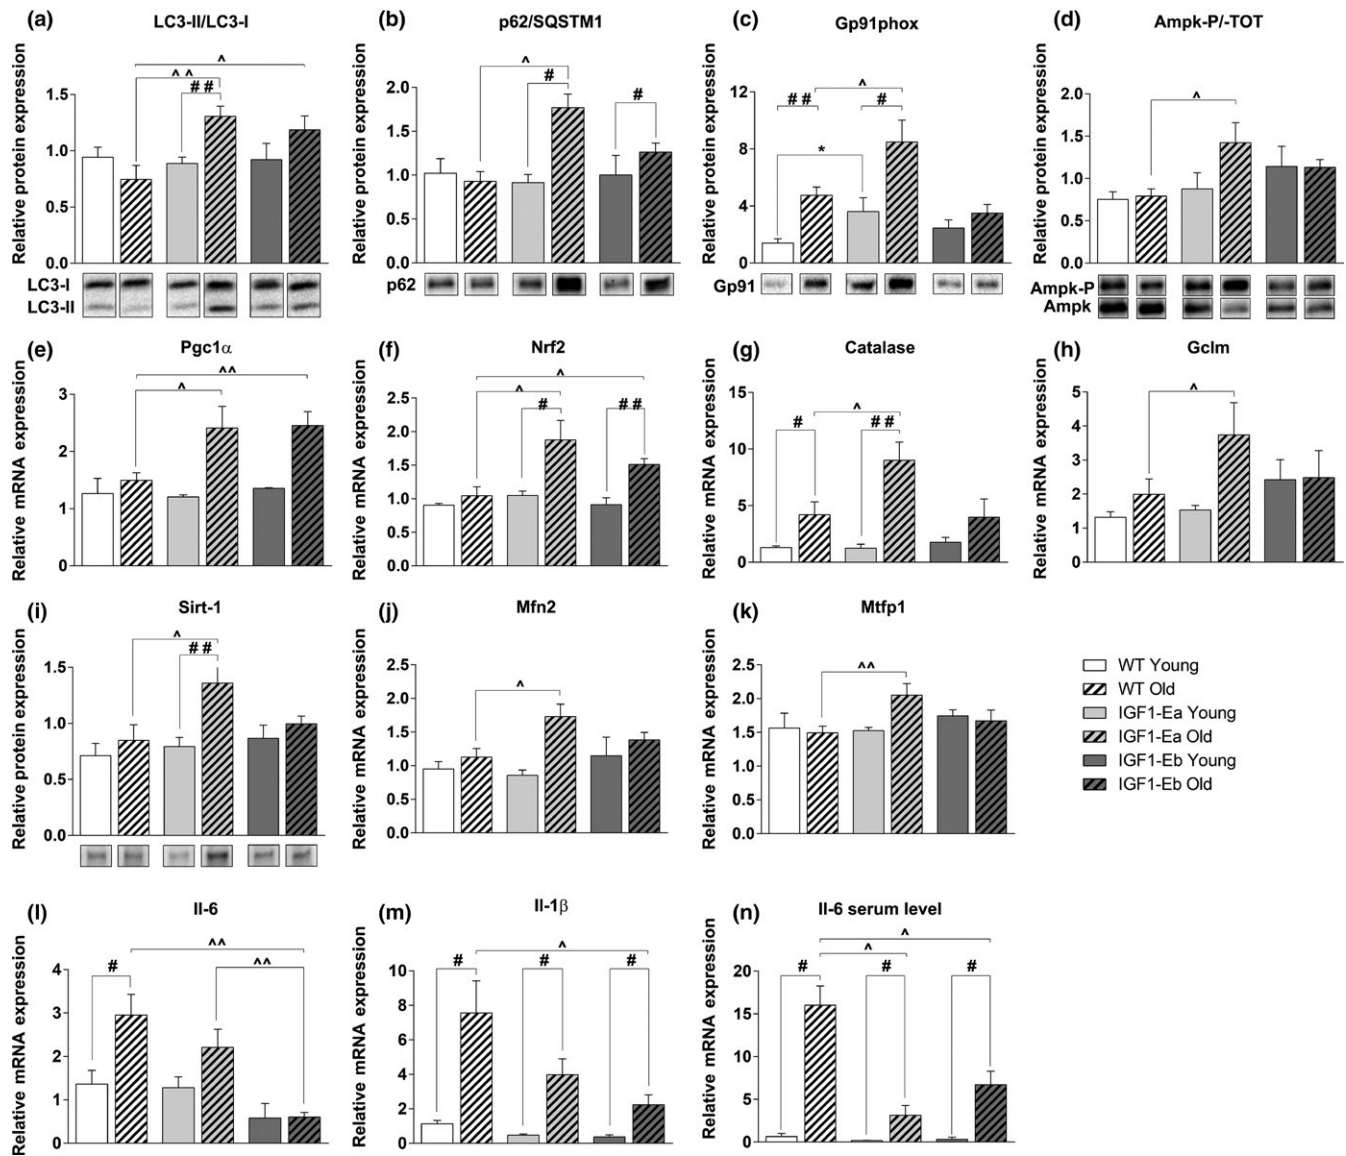 (a) LC3-II/LC3-I
Relative protein expression
1.5
1.0
0.5
0.0
^
^ ^
# #
LC3-I
LC3-II
(b) p62/SQSTM1
Relative protein expression
2.0
1.5
1.0
0.5
0.0
^
#
#
p62
(c) Gp91phox
Relative protein expression
12
8
4
0
^
# #
#
*
Gp91
(d) Ampk-P/-TOT
Relative protein expression
2.0
1.5
1.0
0.5
0.0
^
Ampk-P
Ampk
(e) Pgc1α
Relative mRNA expression
3
2
1
0
^^
^
(f) Nrf2
Relative mRNA expression
2.5
2.0
1.5
1.0
0.5
0.0
^
^
#
# #
(g) Catalase
Relative mRNA expression
15
10
5
0
^
#
# #
(h) Gclm
Relative mRNA expression
5
4
3
2
1
0
^
(i) Sirt-1
Relative protein expression
1.5
1.0
0.5
0.0
^
# #
(j) Mfn2
Relative mRNA expression
2.5
2.0
1.5
1.0
0.5
0.0
^
(k) Mtfp1
Relative mRNA expression
2.5
2.0
1.5
1.0
0.5
0.0
^^
WT Young
WT Old
IGF1-Ea Young
IGF1-Ea Old
IGF1-Eb Young
IGF1-Eb Old
(l) Il-6
Relative mRNA expression
4
3
2
1
0
^^
#
^^
(m) Il-1β
Relative mRNA expression
10
8
6
4
2
0
^
#
#
#
(n) Il-6 serum level
Relative mRNA expression
20
15
10
5
0
^
^
#
#
#